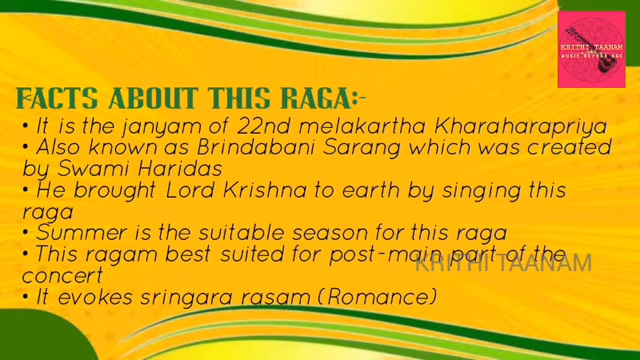 KRITHI TAANAM
MUSIC BEYOND AGE
FACTS ABOUT THIS RAGA:-
• It is the janyam of 22nd melakartha Kharaharapriya
• Also known as Brindabani Sarang which was created
by Swami Haridas
• He brought Lord Krishna to earth by singing this
raga
• Summer is the suitable season for this raga
• This ragam best suited for post-main part of the
concert
KRITHI TAANAM
• It evokes sringara rasam (Romance)